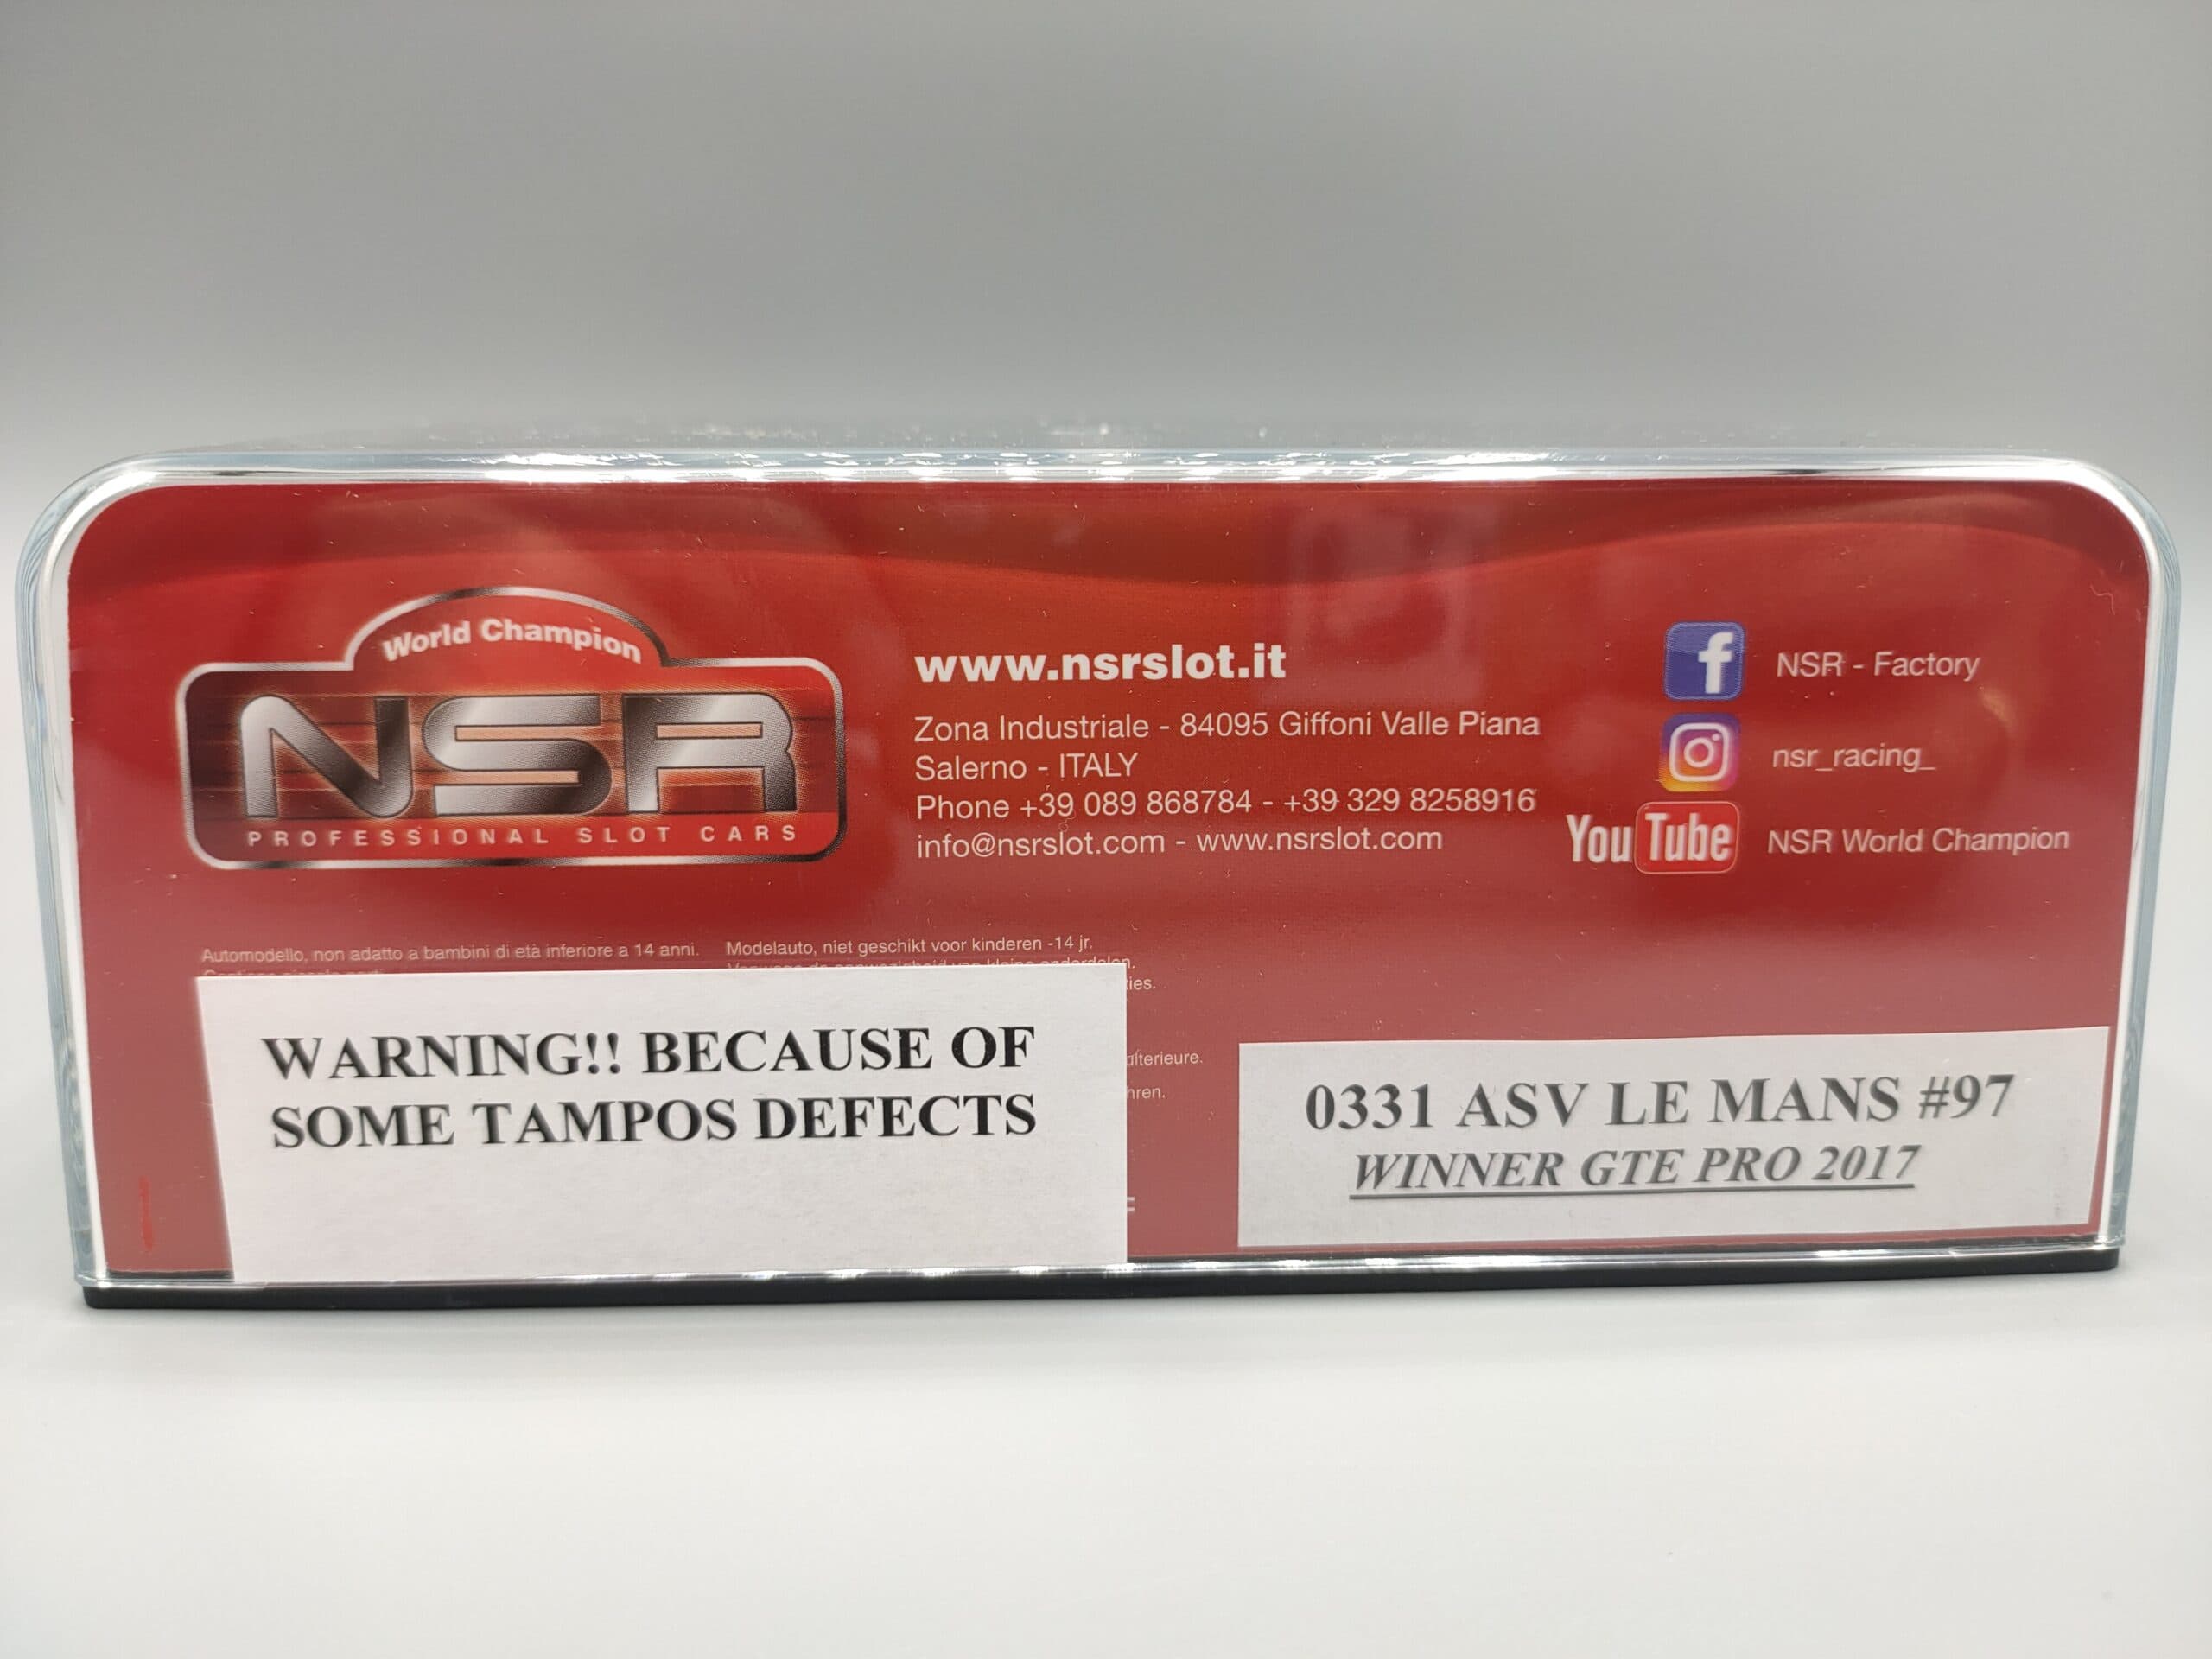 World Champion
NSR
PROFESSIONAL SLOT CARS
www.nsrslot.it
Zona Industriale - 84095 Giffoni Valle Piana
Salerno - ITALY
Phone +39 089 868784 - +39 329 8258916
info@nsrslot.com - www.nsrslot.com
f NSR - Factory
nsr_racing_
YouTube NSR World Champion
Automodello, non adatto a bambini di età inferiore a 14 anni.
Modelauto, niet geschikt voor kinderen -14 jr.
WARNING!! BECAUSE OF
SOME TAMPOS DEFECTS
0331 ASV LE MANS #97
WINNER GTE PRO 2017